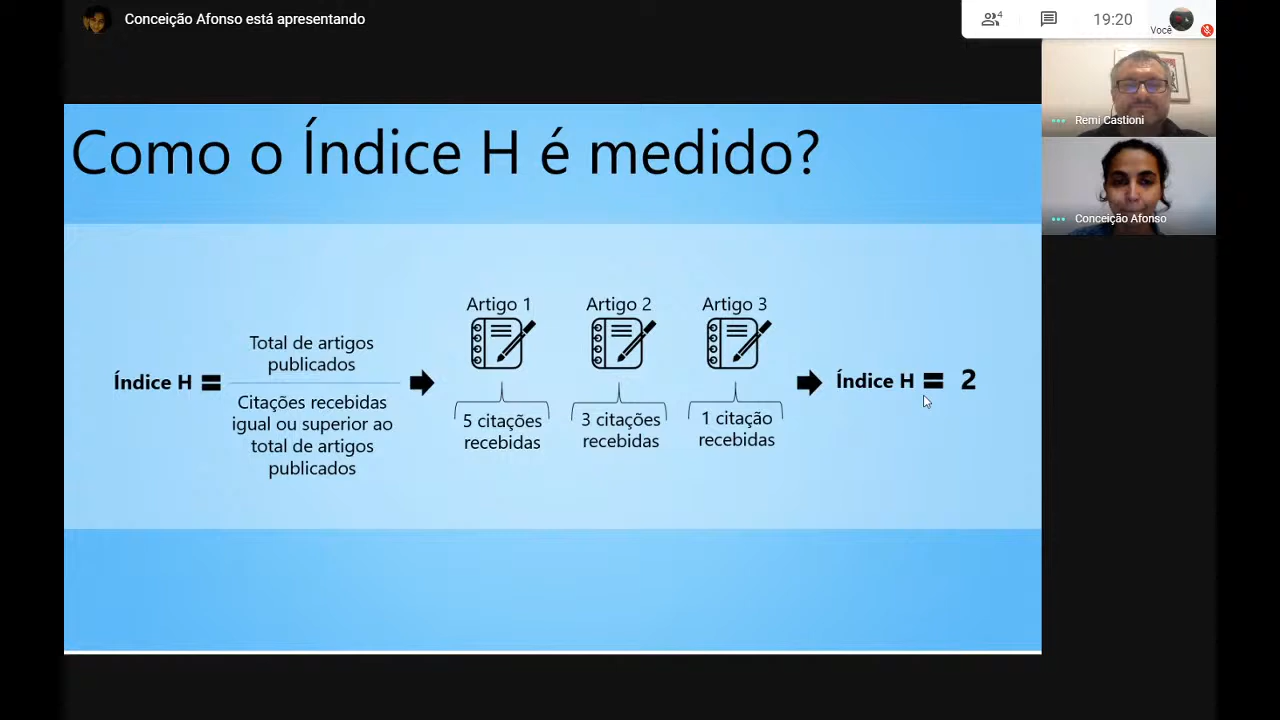 Conceição Afonso está apresentando
4
19:20
Você
Remi Castioni
Conceição Afonso
Como o Índice H é medido?
Índice H =
Total de artigos
publicados
Citações recebidas
igual ou superior ao
total de artigos
publicados
Artigo 1
5 citações
recebidas
Artigo 2
3 citações
recebidas
Artigo 3
1 citação
recebidas
Índice H = 2